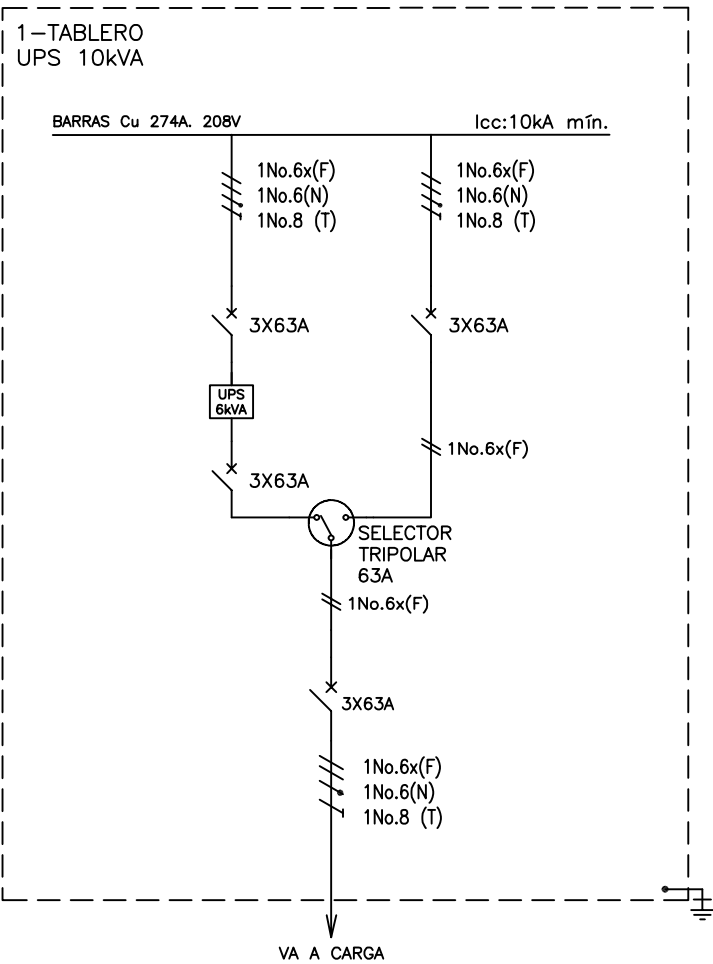 1-TABLERO
UPS 10kVA
BARRAS Cu 274A. 208V
Icc:10kA mín.
1No.6x(F)
1No.6(N)
1No.8 (T)
1No.6x(F)
1No.6(N)
1No.8 (T)
3X63A
3X63A
UPS
6kVA
1No.6x(F)
3X63A
SELECTOR
TRIPOLAR
63A
1No.6x(F)
3X63A
1No.6x(F)
1No.6(N)
1No.8 (T)
VA A CARGA